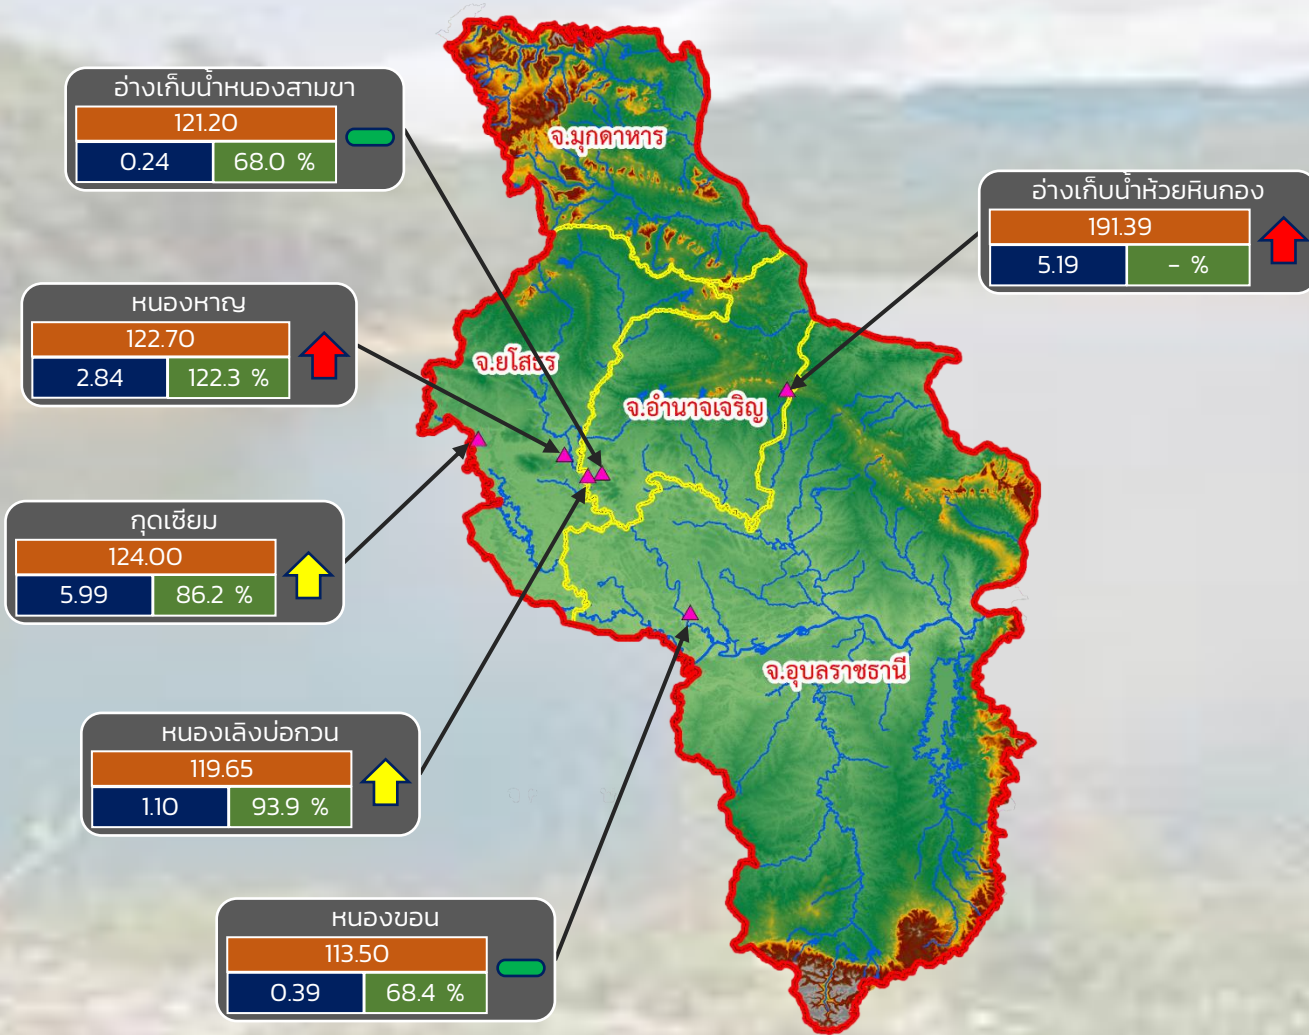 อ่างเก็บน้ำหนองสามขา
121.20
0.24 68.0 %
จ.มุกดาหาร
อ่างเก็บน้ำห้วยหินกอง
191.39
5.19 - %
หนองหาญ
122.70
2.84 122.3 %
จ.ยโสธร
จ.อำนาจเจริญ
กุดเซียม
124.00
5.99 86.2 %
จ.อุบลราชธานี
หนองเลิงบ่อกวน
119.65
1.10 93.9 %
หนองขอน
113.50
0.39 68.4 %